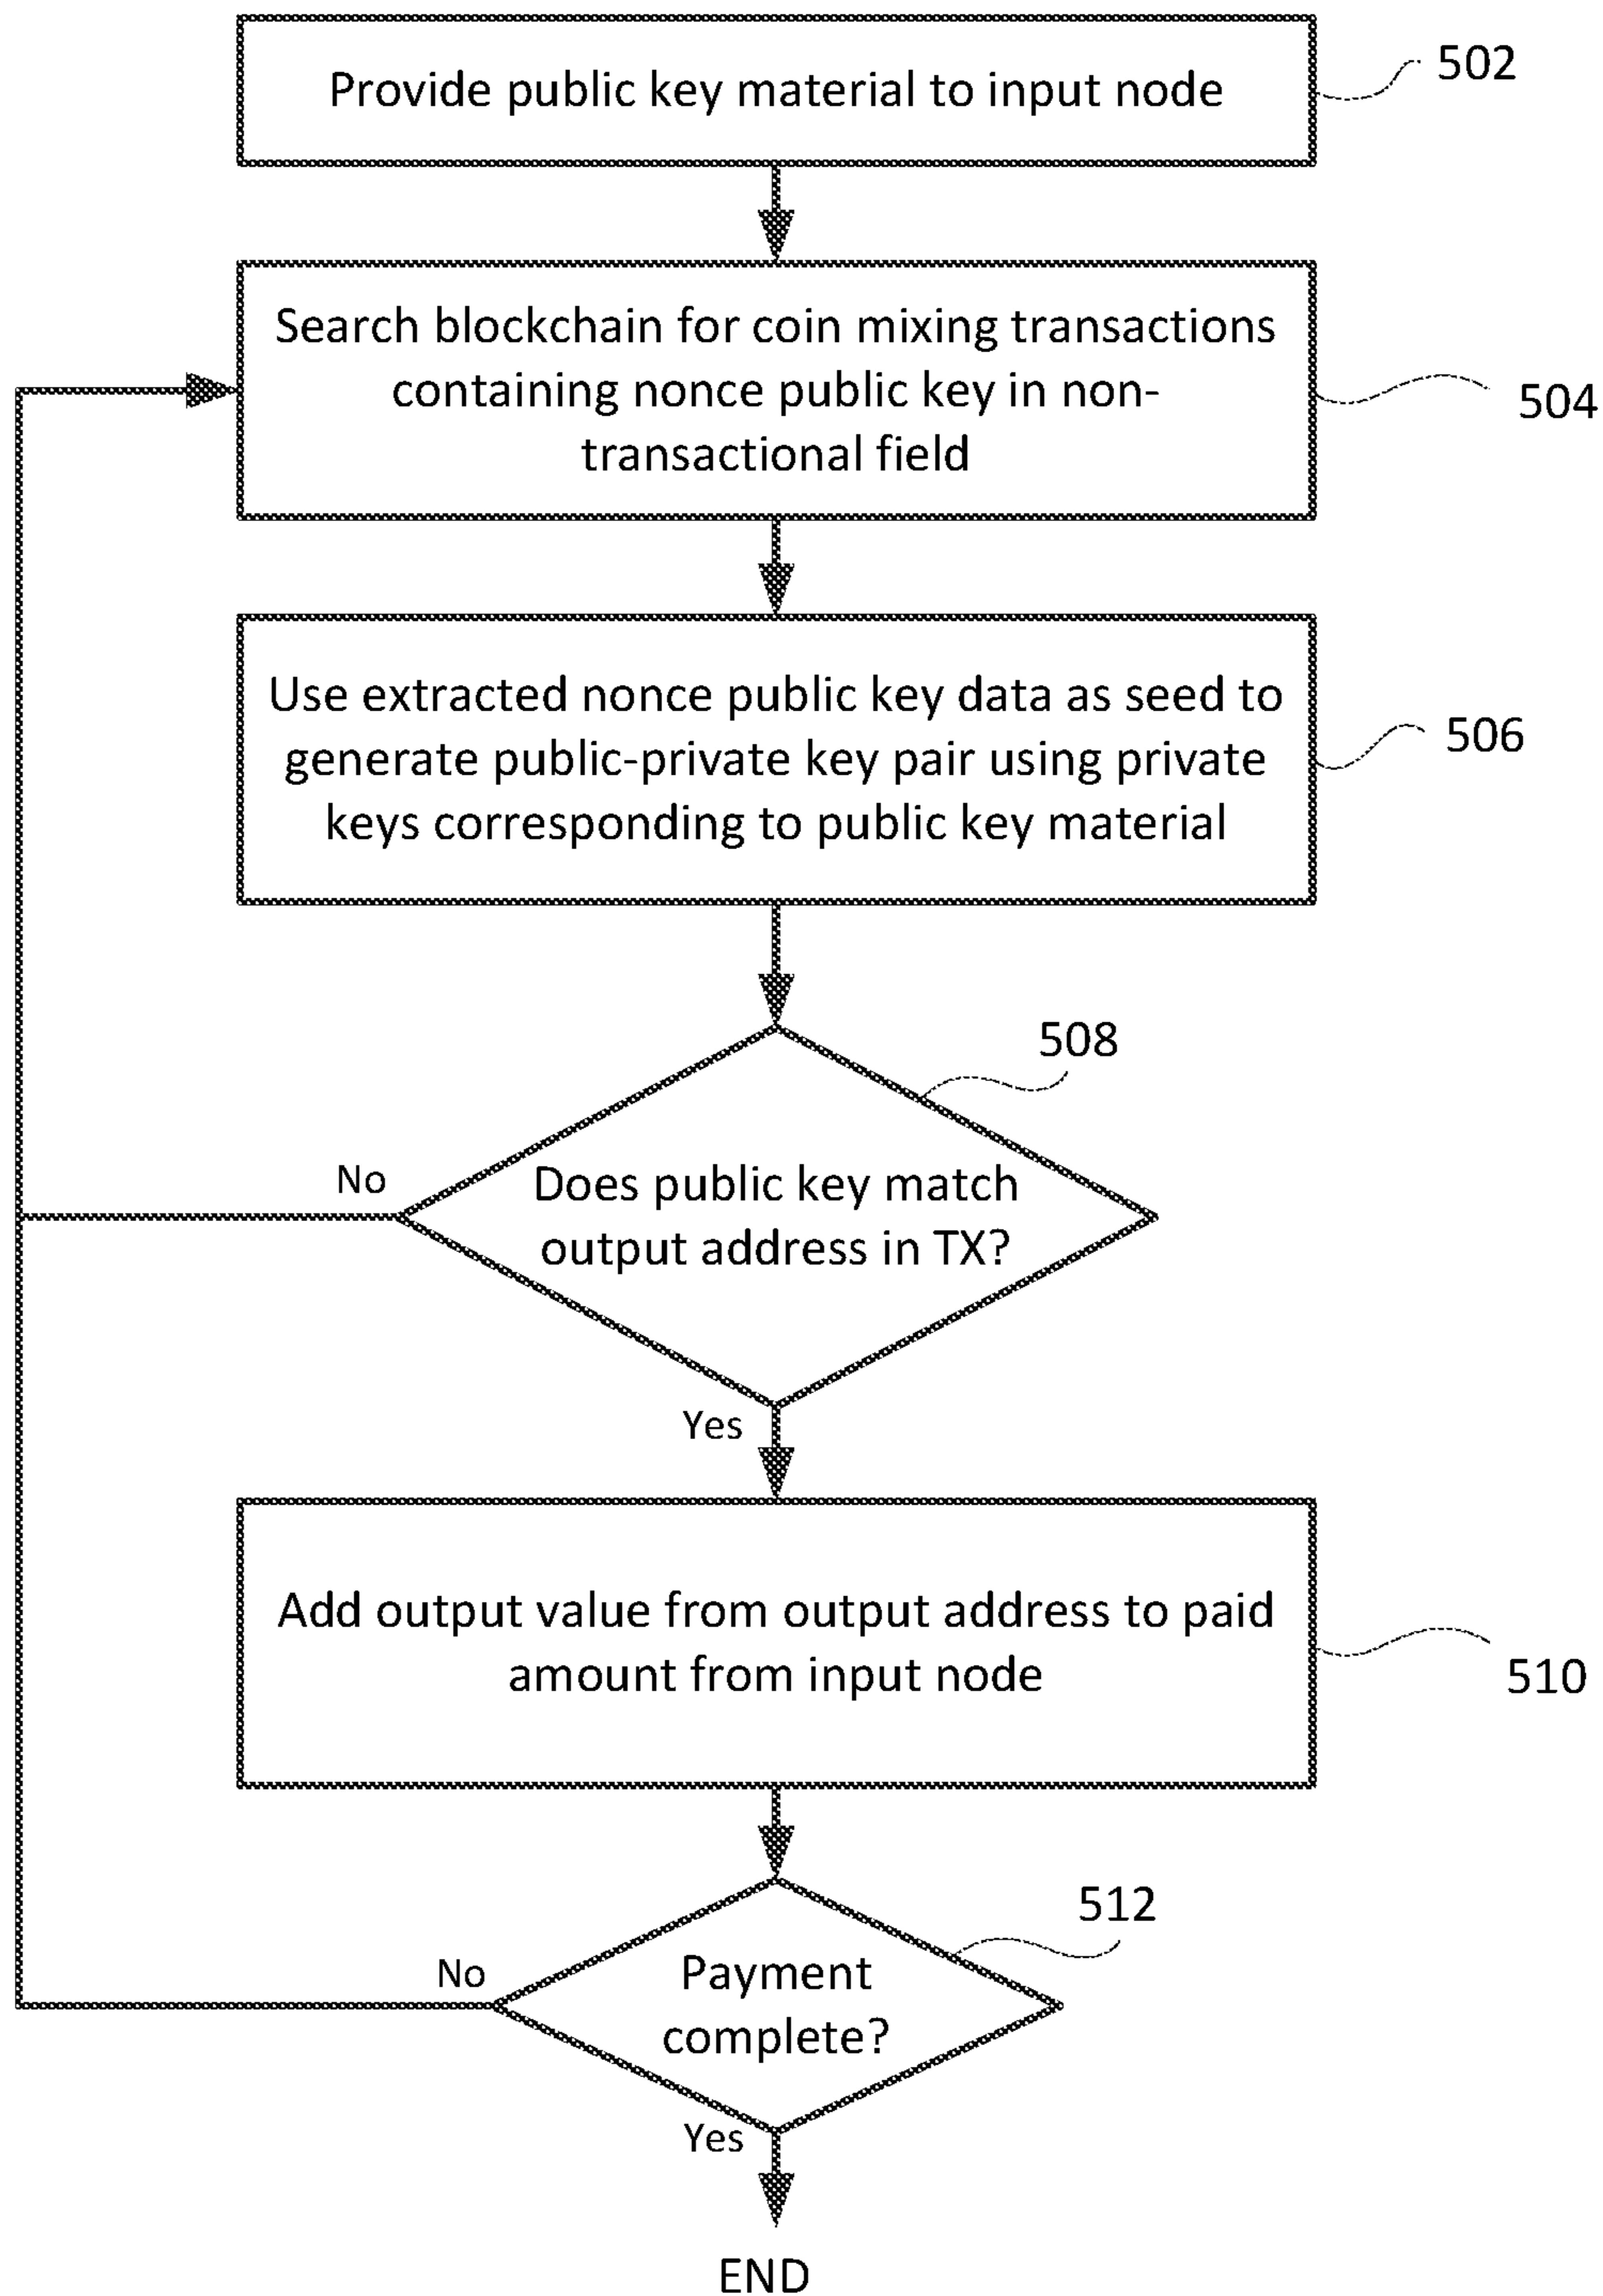 Provide public key material to input node
502
Search blockchain for coin mixing transactions
containing nonce public key in non-
transactional field
504
Use extracted nonce public key data as seed to
generate public-private key pair using private
keys corresponding to public key material
506
508
No
Does public key match
output address in TX?
Yes
Add output value from output address to paid
amount from input node
510
512
No
Payment
complete?
Yes
END